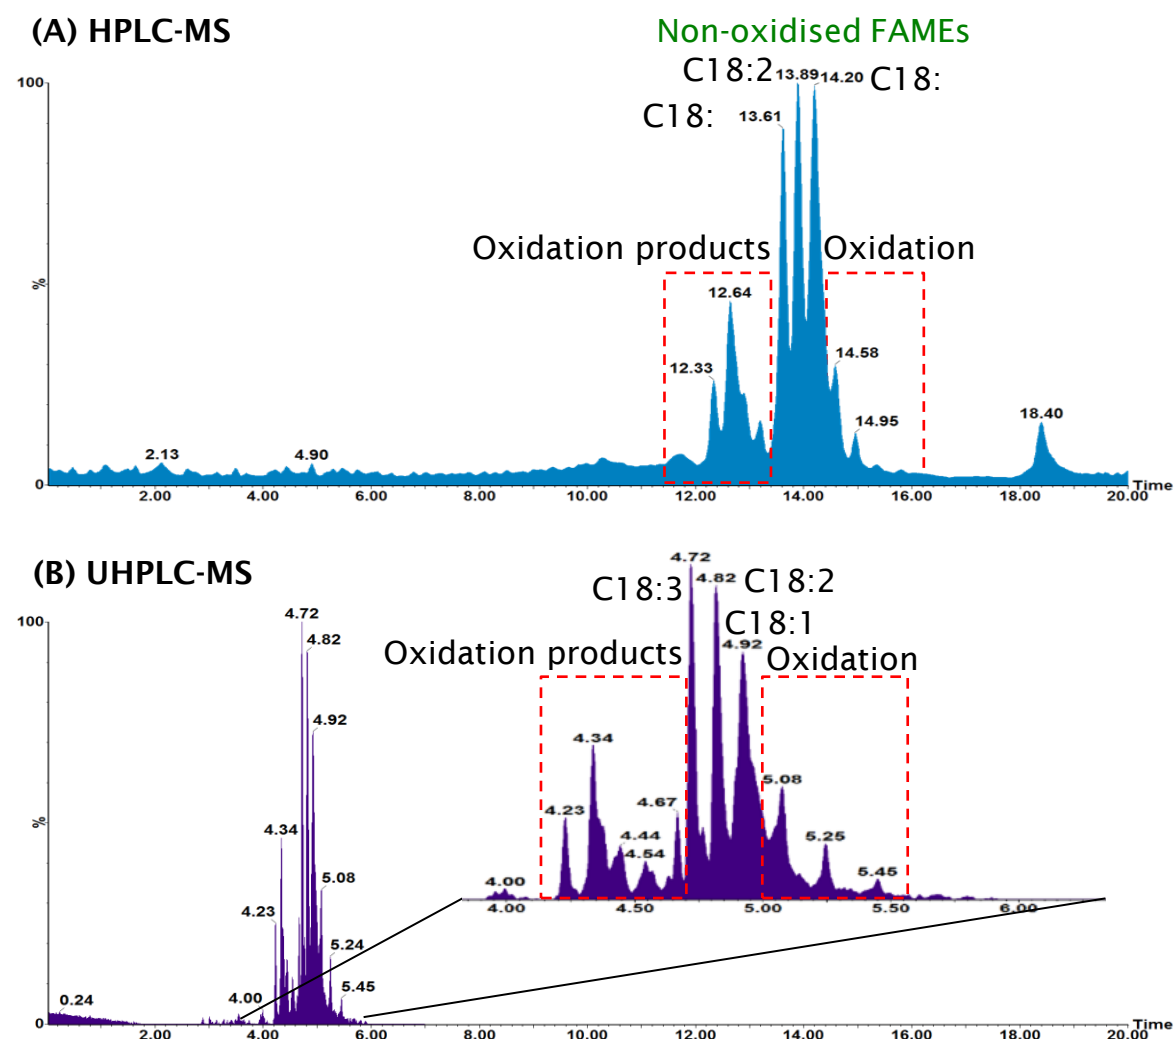 (A) HPLC-MS
Non-oxidised FAMEs
C18:2 13.89 14.20 C18:
100
C18: 13.61
Oxidation products Oxidation
%
12.64
12.33
14.58
14.95
18.40
2.13
4.90
0
2.00 4.00 6.00 8.00 10.00 12.00 14.00 16.00 18.00 20.00 Time
(B) UHPLC-MS
4.72
C18:3 4.82 C18:2
C18:1
4.92
Oxidation products Oxidation
100
4.72
4.82
4.92
4.34
5.08
4.23
5.24
5.45
4.00
0.24
%
0
4.34
4.23
4.44
4.54
4.67
5.08
5.25
5.45
4.00
4.00 4.50 5.00 5.50 6.00
2.00 4.00 6.00 8.00 10.00 12.00 14.00 16.00 18.00 20.00 Time